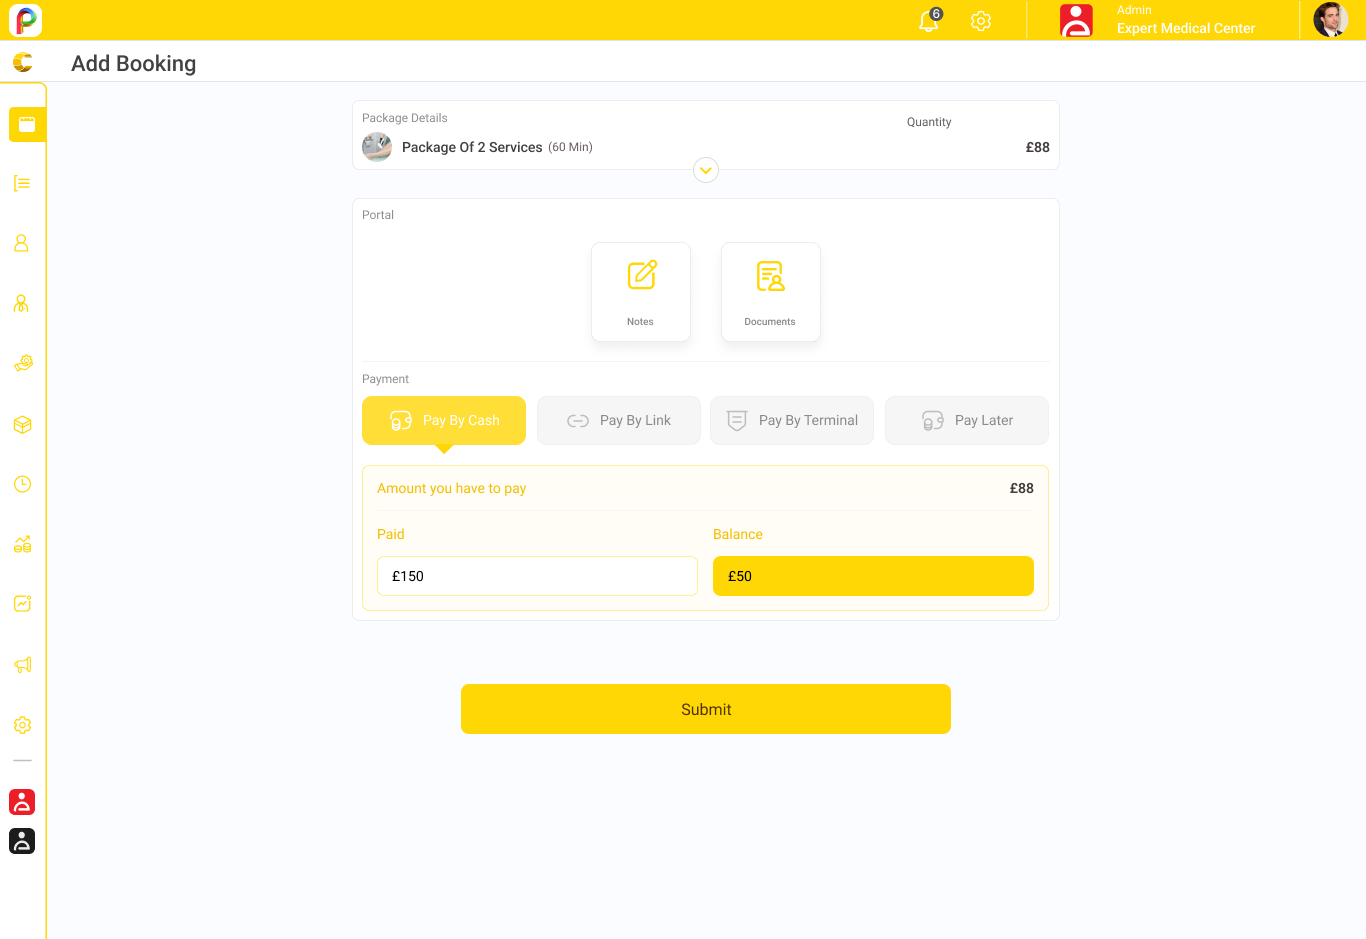 6
Admin
Expert Medical Center
Add Booking
Package Details
Quantity
Package Of 2 Services (60 Min)
£88
Portal
Notes
Documents
Payment
Pay By Cash
Pay By Link
Pay By Terminal
Pay Later
Amount you have to pay
£88
Paid
Balance
£150
£50
Submit